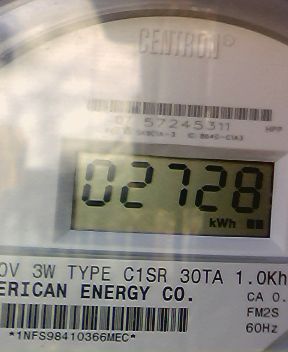 CENTRON®
57245311
HPP
02728
kWh
0V 3W TYPE C1SR 30TA 1.0Kh
ERICAN ENERGY CO. CA 0.
FM2S
*1NFS98410366MEC* 60Hz